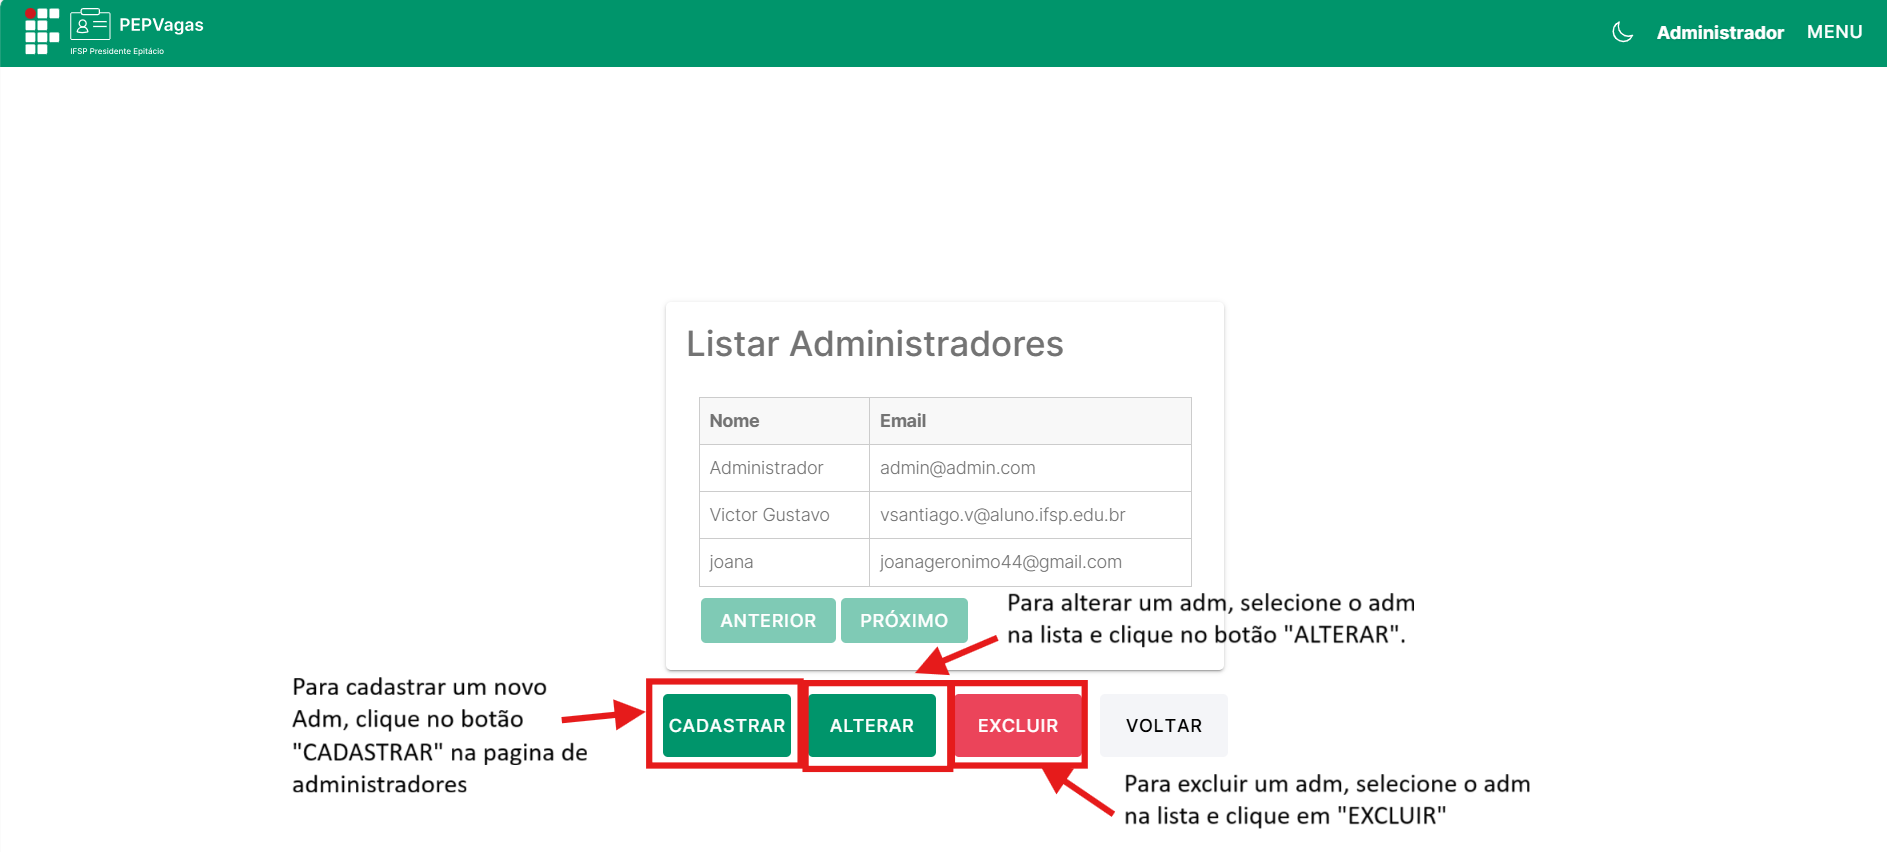 PEPVagas
IFSP Presidente Epitácio
Administrador MENU
Listar Administradores
Nome Email
Administrador admin@admin.com
Victor Gustavo vsantiago.v@aluno.ifsp.edu.br
joana joanageronimo44@gmail.com
ANTERIOR PRÓXIMO
Para alterar um adm, selecione o adm
na lista e clique no botão "ALTERAR".
Para cadastrar um novo
Adm, clique no botão
"CADASTRAR" na pagina de
administradores
CADASTRAR ALTERAR EXCLUIR VOLTAR
Para excluir um adm, selecione o adm
na lista e clique em "EXCLUIR"